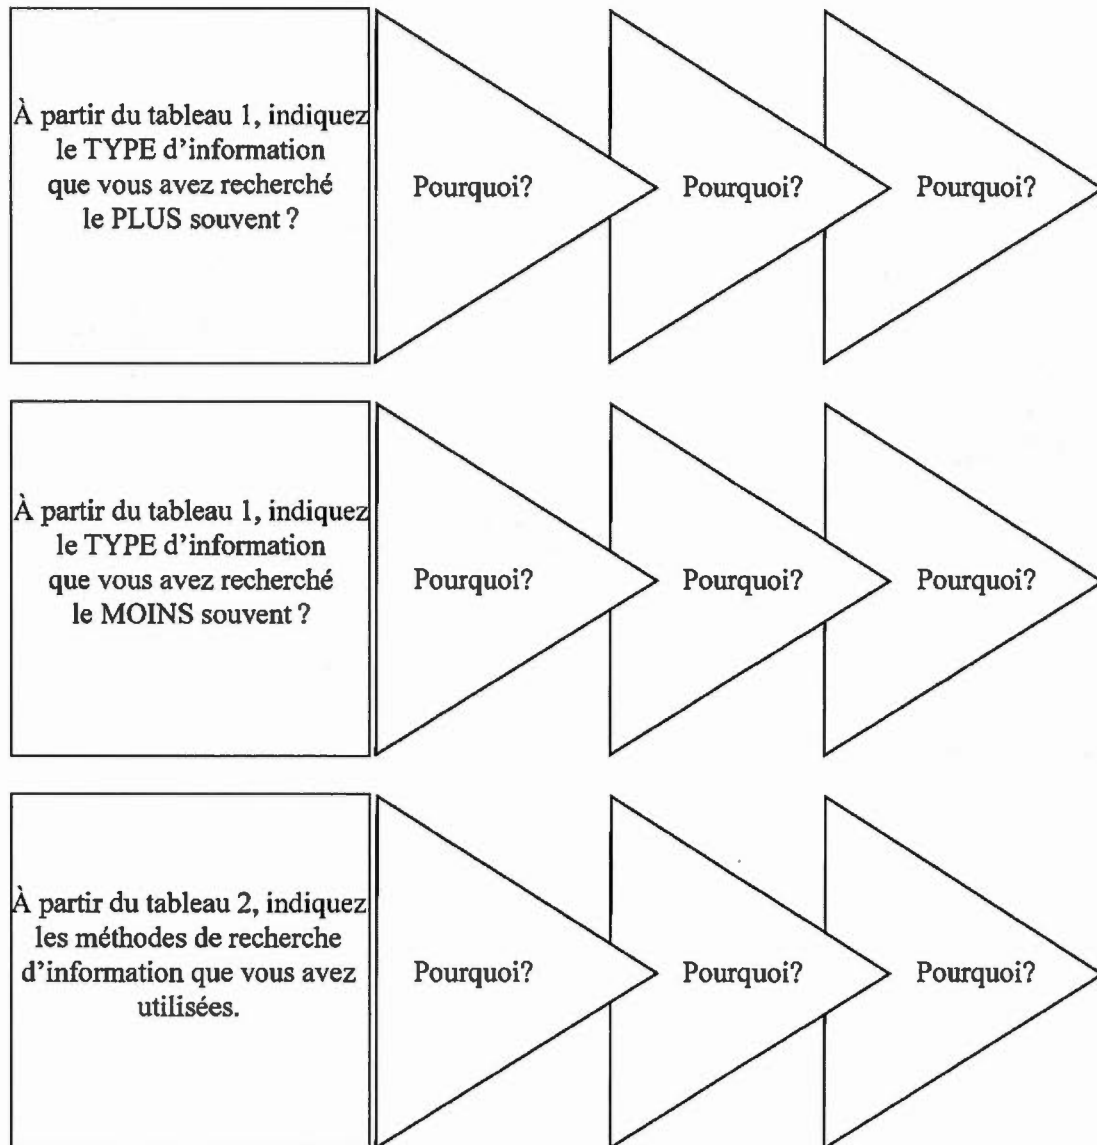 À partir du tableau 1, indiquez
le TYPE d'information
que vous avez recherché
le PLUS souvent ?
Pourquoi?
Pourquoi?
Pourquoi?
À partir du tableau 1, indiquez
le TYPE d'information
que vous avez recherché
le MOINS souvent ?
Pourquoi?
Pourquoi?
Pourquoi?
À partir du tableau 2, indiquez
les méthodes de recherche
d'information que vous avez
utilisées.
Pourquoi?
Pourquoi?
Pourquoi?